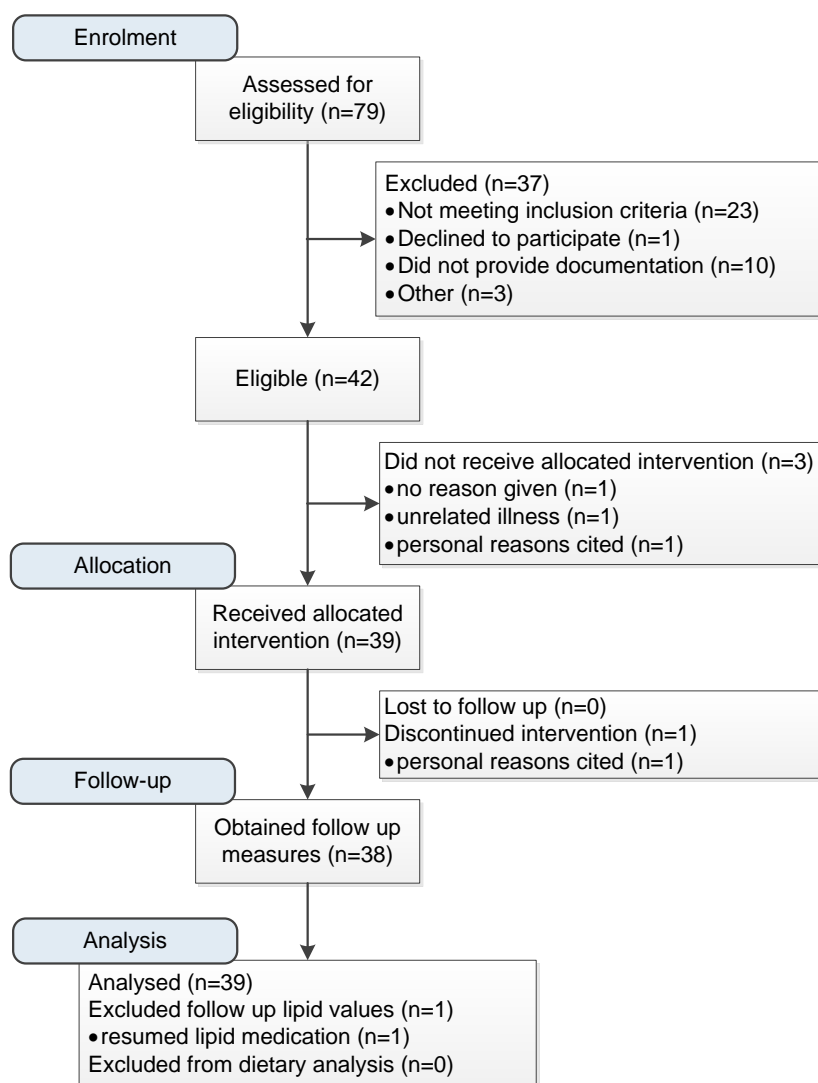 Enrolment
Assessed for
eligibility (n=79)
Excluded (n=37)
•Not meeting inclusion criteria (n=23)
•Declined to participate (n=1)
•Did not provide documentation (n=10)
•Other (n=3)
Eligible (n=42)
Did not receive allocated intervention (n=3)
•no reason given (n=1)
•unrelated illness (n=1)
•personal reasons cited (n=1)
Allocation
Received allocated
intervention (n=39)
Lost to follow up (n=0)
Discontinued intervention (n=1)
•personal reasons cited (n=1)
Follow-up
Obtained follow up
measures (n=38)
Analysis
Analysed (n=39)
Excluded follow up lipid values (n=1)
•resumed lipid medication (n=1)
Excluded from dietary analysis (n=0)